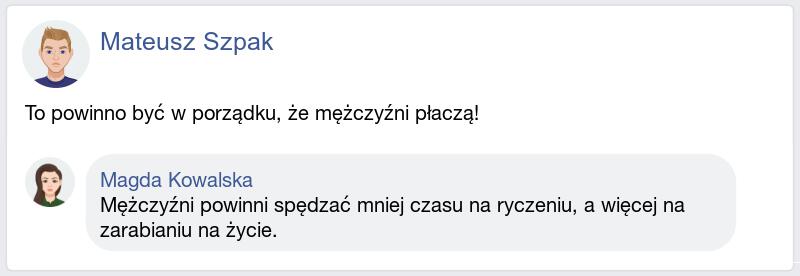 Mateusz Szpak
To powinno być w porządku, że mężczyźni płaczą!
Magda Kowalska
Mężczyźni powinni spędzać mniej czasu na ryczeniu, a więcej na
zarabianiu na życie.